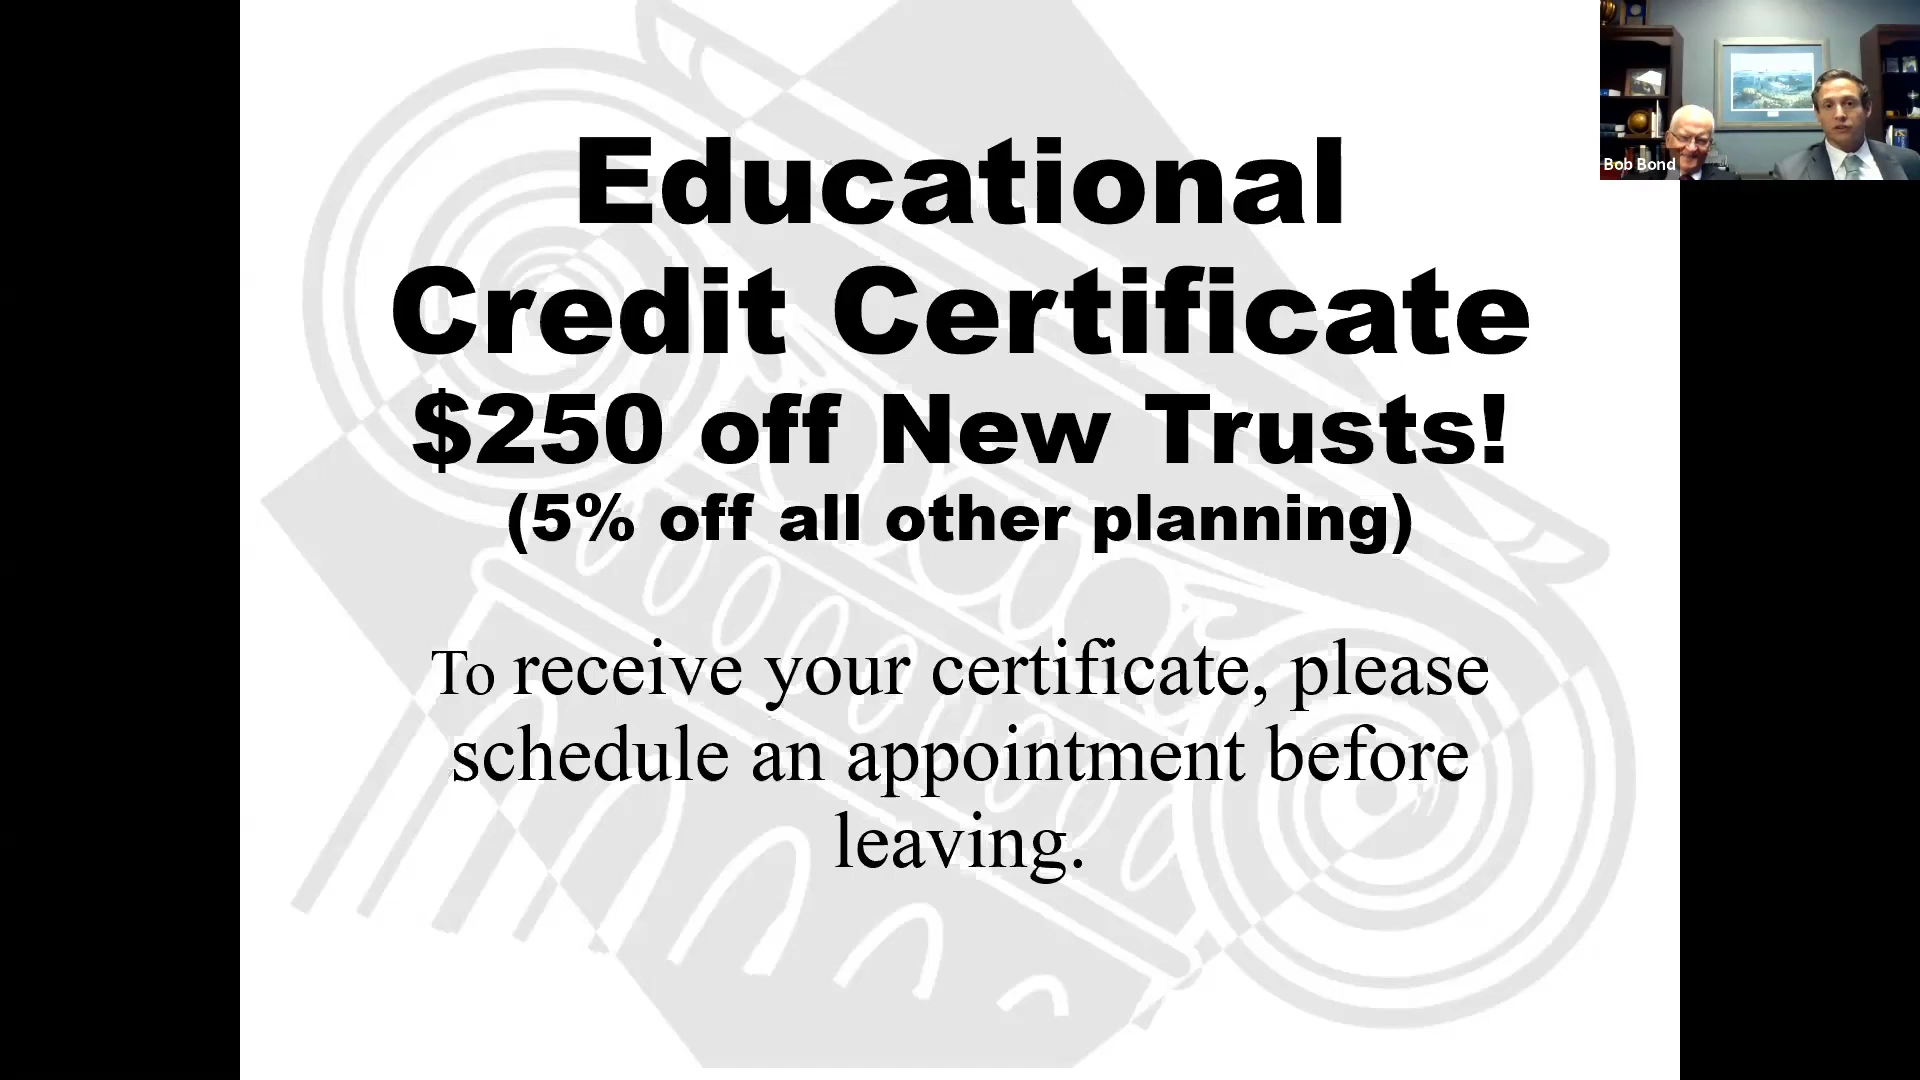 Educational
Credit Certificate
$250 off New Trusts!
(5% off all other planning)
To receive your certificate, please
schedule an appointment before
leaving.
Bob Bond